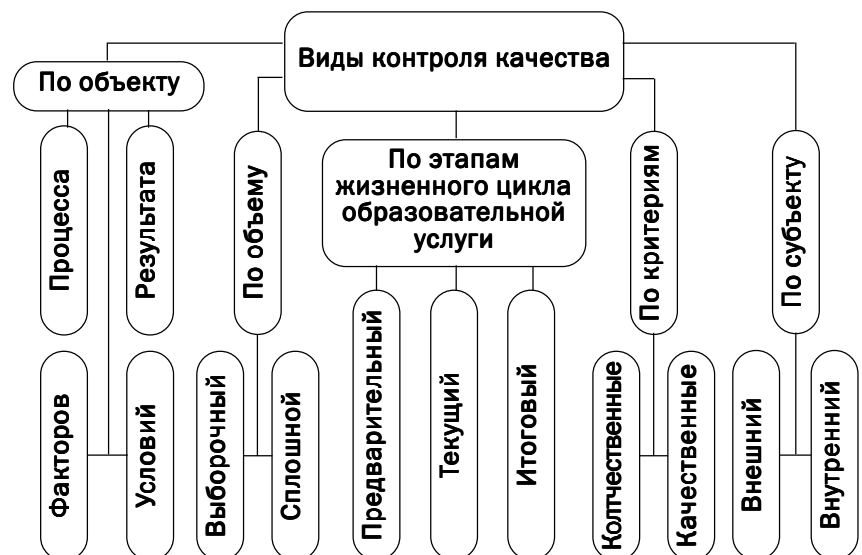 Виды контроля качества
По объекту
Процесса
Результата
Факторов
Условий
По объему
Выборочный
Сплошной
По этапам
жизненного цикла
образовательной
услуги
Предварительный
Текущий
Итоговый
По критериям
Колтчественные
Качественные
По субъекту
Внешний
Внутренний